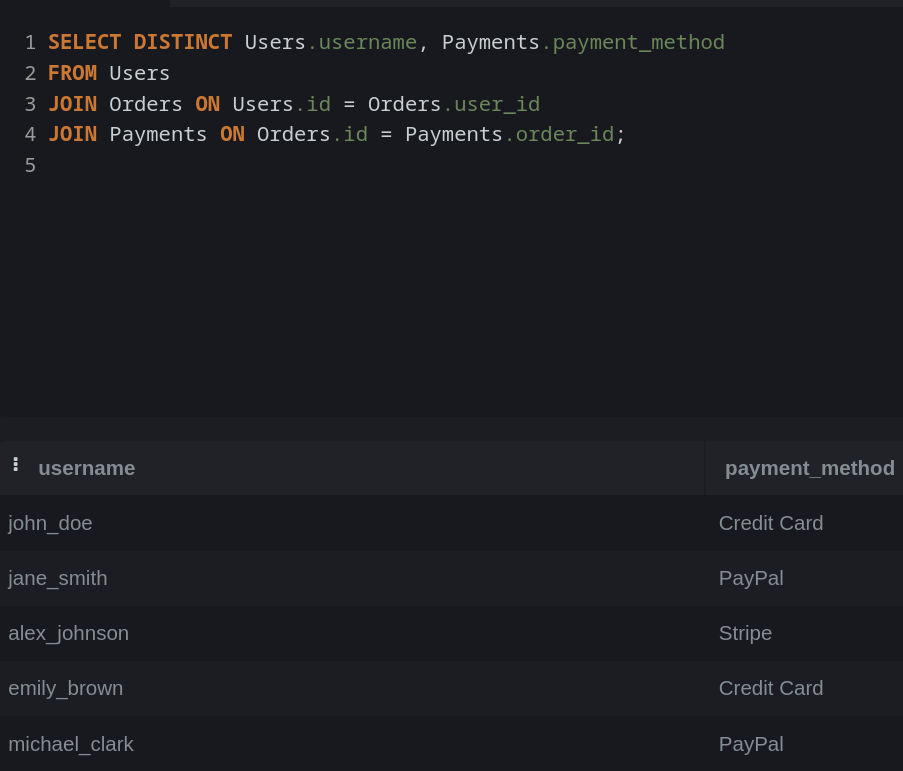 1 SELECT DISTINCT Users.username, Payments.payment_method
2 FROM Users
3 JOIN Orders ON Users.id = Orders.user_id
4 JOIN Payments ON Orders.id = Payments.order_id;
5
username payment_method
john_doe Credit Card
jane_smith PayPal
alex_johnson Stripe
emily_brown Credit Card
michael_clark PayPal